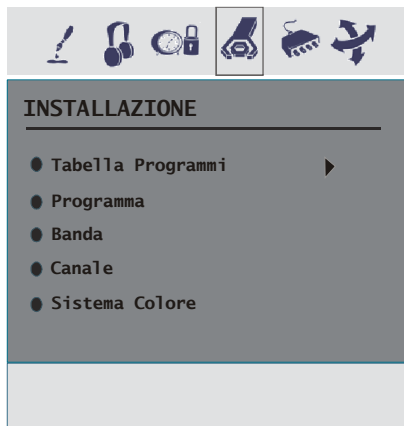 INSTALLAZIONE
Tabella Programmi
Programma
Banda
Canale
Sistema Colore